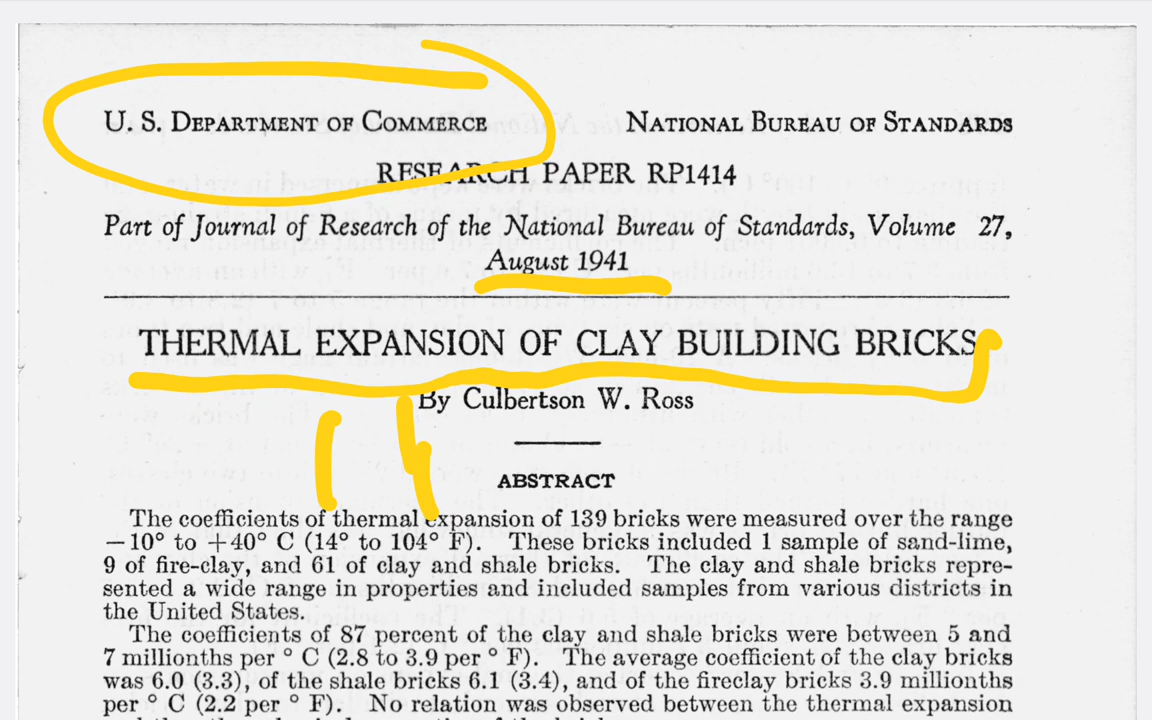 U. S. DEPARTMENT OF COMMERCE NATIONAL BUREAU OF STANDARDS
RESEARCH PAPER RP1414
Part of Journal of Research of the National Bureau of Standards, Volume 27,
August 1941
THERMAL EXPANSION OF CLAY BUILDING BRICKS
By Culbertson W. Ross
ABSTRACT
The coefficients of thermal expansion of 139 bricks were measured over the range
−10° to +40° C (14° to 104° F). These bricks included 1 sample of sand-lime,
9 of fire-clay, and 61 of clay and shale bricks. The clay and shale bricks repre-
sented a wide range in properties and included samples from various districts in
the United States.
The coefficients of 87 percent of the clay and shale bricks were between 5 and
7 millionths per ° C (2.8 to 3.9 per ° F). The average coefficient of the clay bricks
was 6.0 (3.3), of the shale bricks 6.1 (3.4), and of the fireclay bricks 3.9 millionths
per ° C (2.2 per ° F). No relation was observed between the thermal expansion